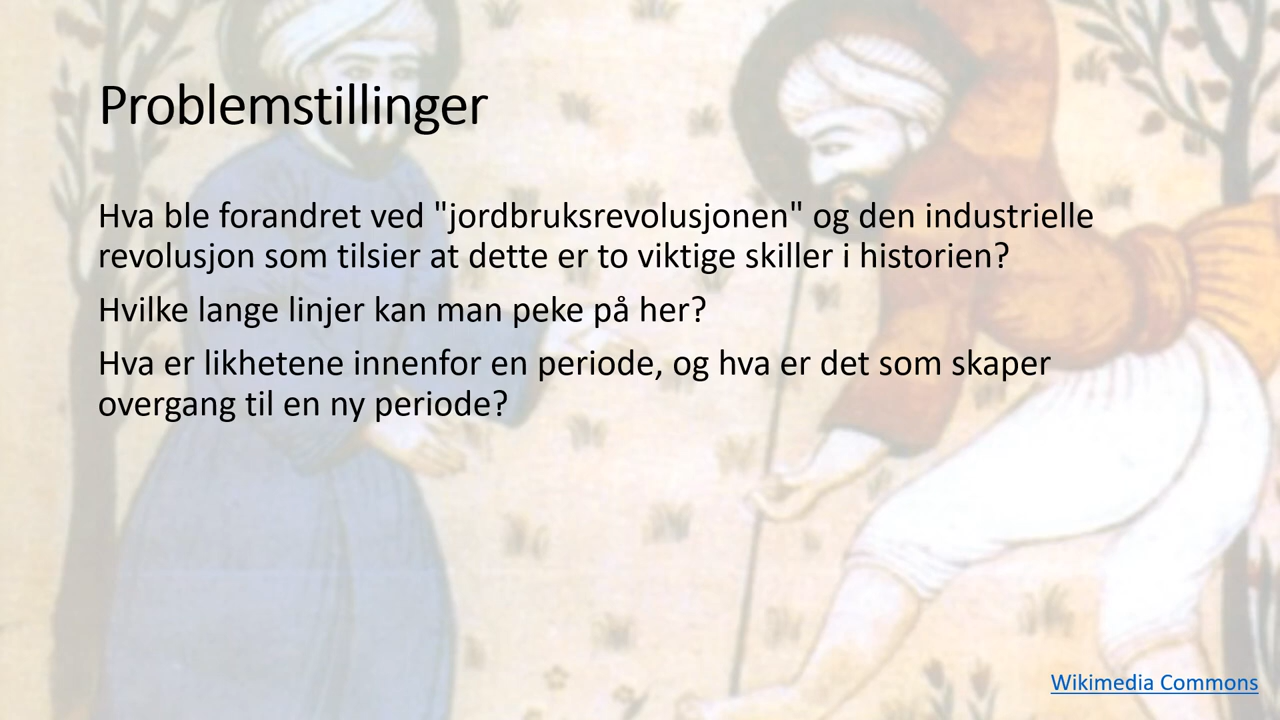 Problemstillinger
Hva ble forandret ved "jordbruksrevolusjonen" og den industrielle
revolusjon som tilsier at dette er to viktige skiller i historien?
Hvilke lange linjer kan man peke på her?
Hva er likhetene innenfor en periode, og hva er det som skaper
overgang til en ny periode?
Wikimedia Commons